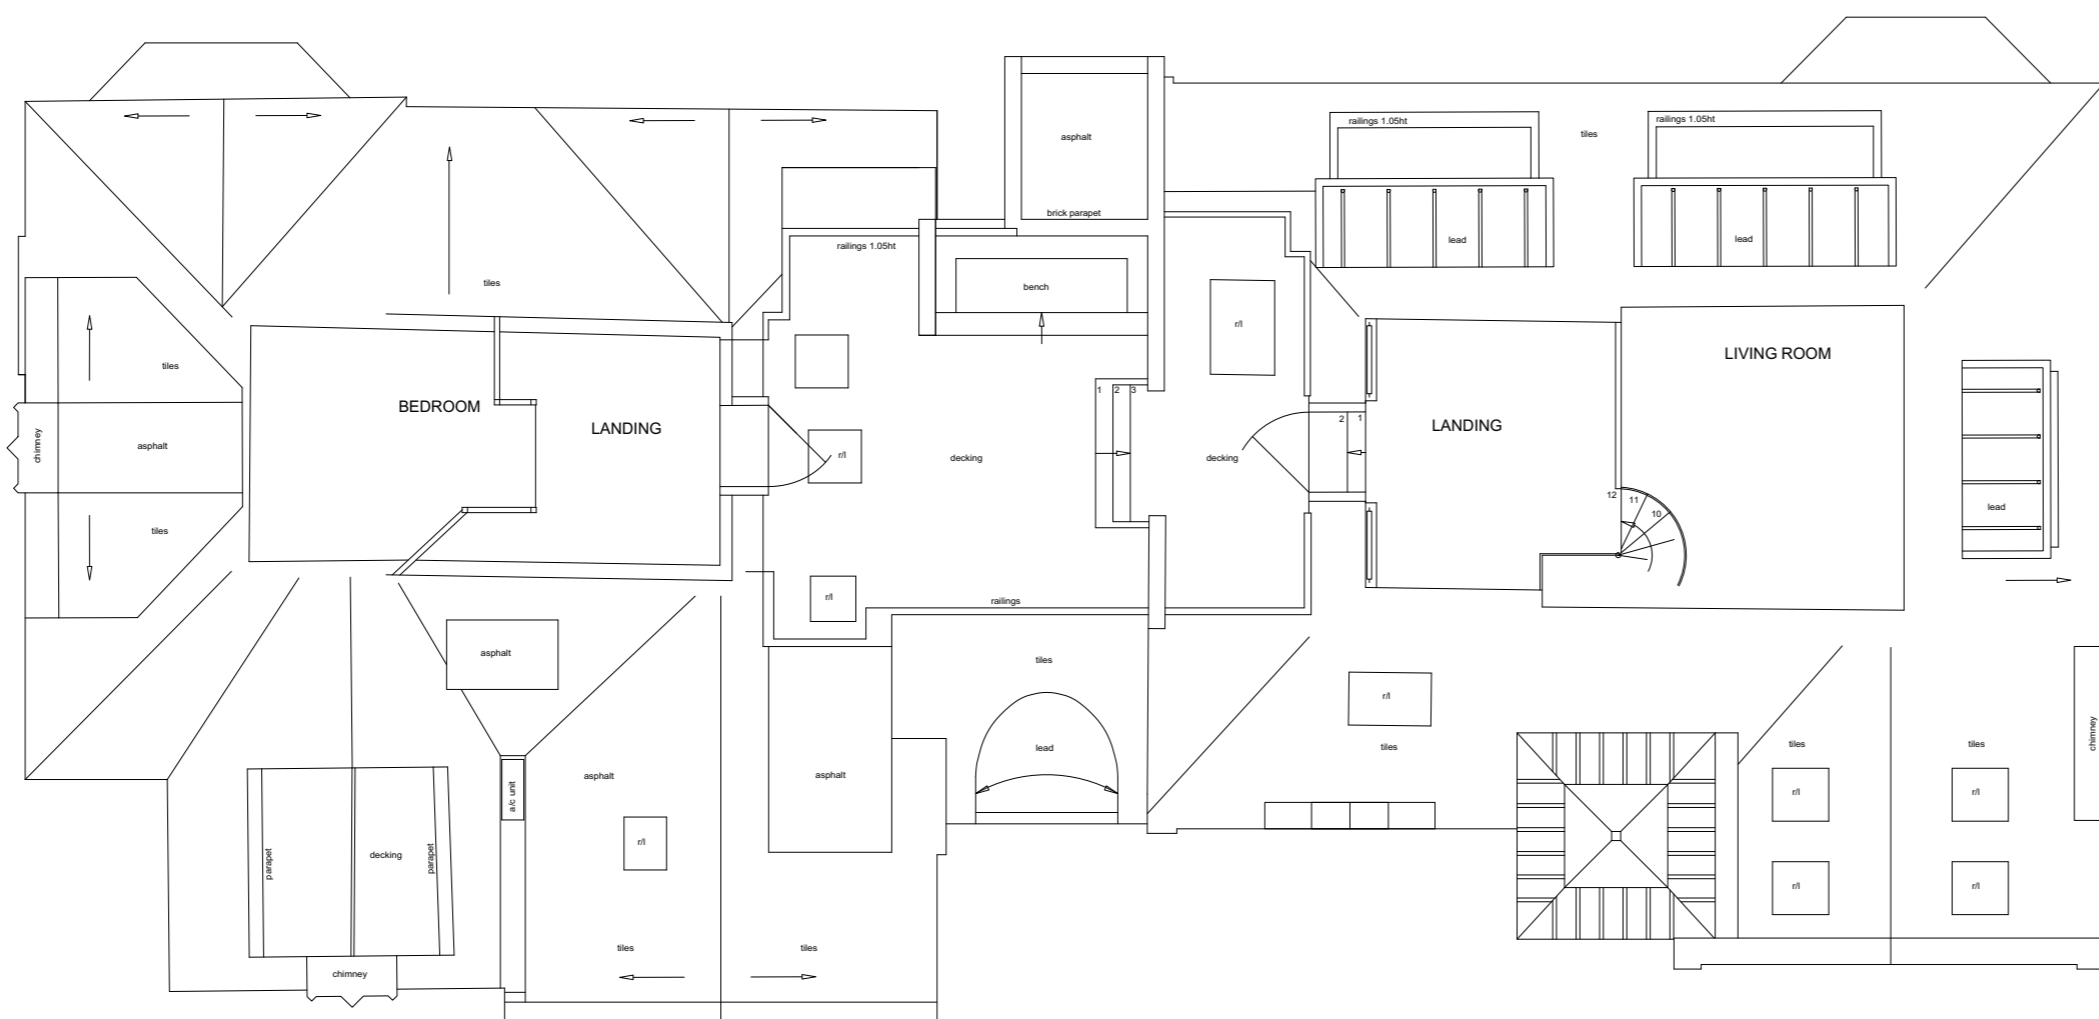 railings 1.05ht
railings 1.05ht
tiles
asphalt
brick parapet
railings 1.05ht
lead
lead
tiles
bench
r/l
tiles
LIVING ROOM
BEDROOM
LANDING
1
2
3
2
1
LANDING
chimney
asphalt
r/l
decking
decking
12
11
10
lead
tiles
r/l
railings
asphalt
tiles
r/l
chimney
lead
tiles
tiles
tiles
asphalt
asphalt
a/c unit
r/l
r/l
r/l
parapet
decking
parapet
r/l
r/l
tiles
tiles
chimney